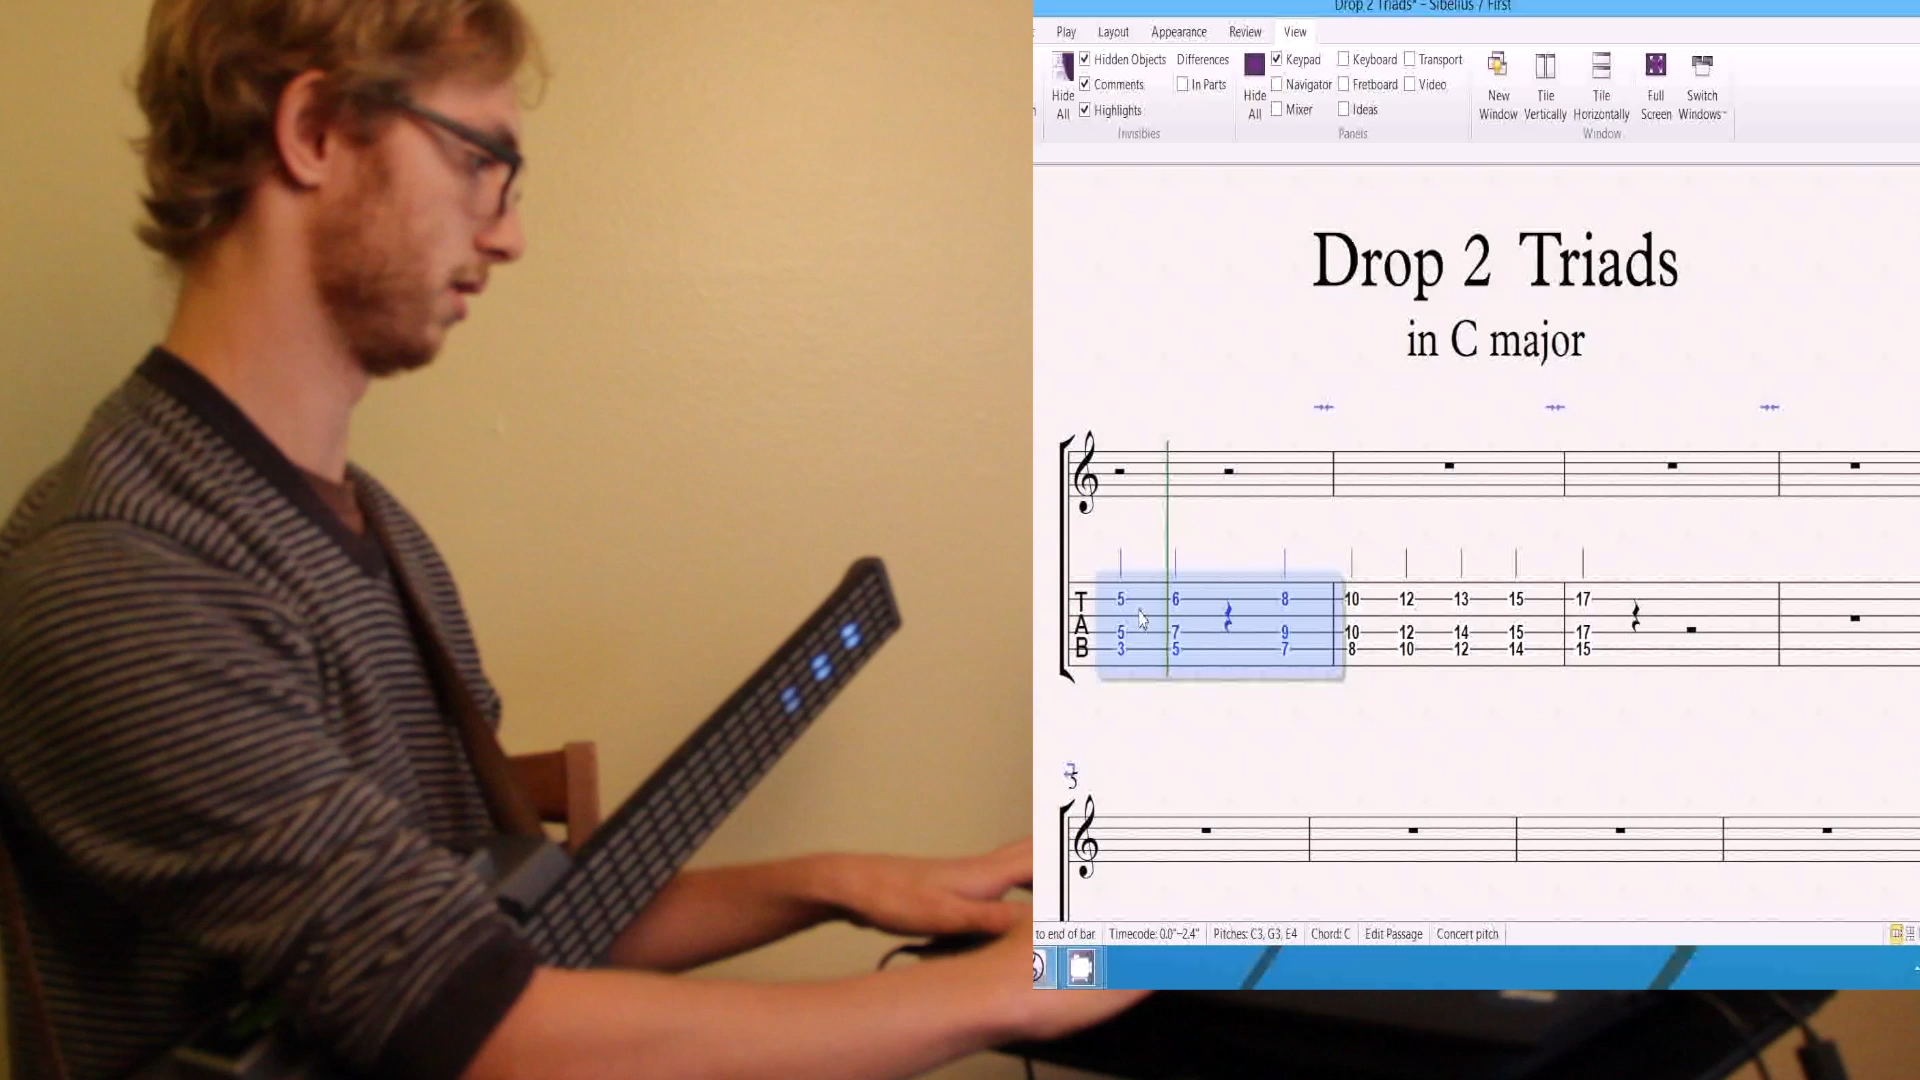 Drop 2 Triads* - Sibelius 7 First
Play Layout Appearance Review View
Hidden Objects Differences Keypad Keyboard Transport
Comments In Parts Navigator Fretboard Video
Highlights Mixer Ideas
Hide All Hide All New Window Tile Vertically Tile Horizontally Full Screen Switch Windows
Invisibles Panels Window
Drop 2 Triads
in C major
T 5 6 8 10 12 13 15 17
A 5 7 9 10 12 14 15 17
B 3 5 7 8 10 12 14 15
5
to end of bar Timecode: 0.0"-2.4" Pitches: C3, G3, E4 Chord: C Edit Passage Concert pitch